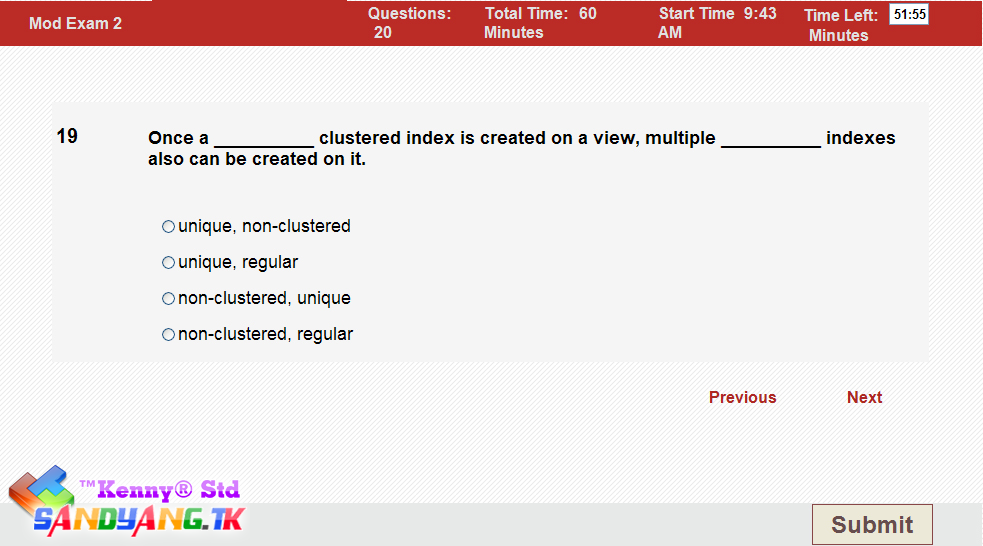 Mod Exam 2
Questions: 20
Total Time: 60 Minutes
Start Time 9:43 AM
Time Left: 51:55 Minutes
19
Once a __________ clustered index is created on a view, multiple __________ indexes
also can be created on it.
unique, non-clustered
unique, regular
non-clustered, unique
non-clustered, regular
Previous
Next
™Kenny® Std
SANDYANG.TK
Submit